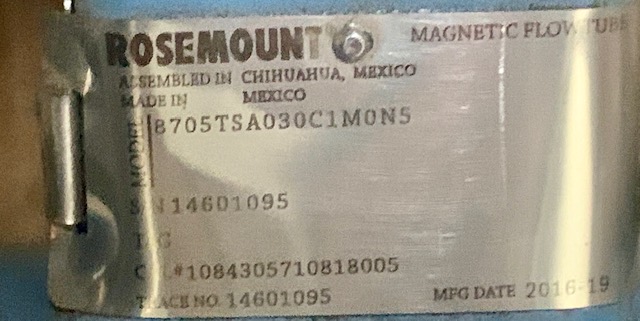 ROSEMOUNT MAGNETIC FLOW TUBE
ASSEMBLED IN CHIHUAHUA, MEXICO
MADE IN MEXICO
MODEL 8705TSA030C1M0N5
S/N 14601095
CAL# 1084305710818005
TRACE NO. 14601095 MFG DATE 2016-19